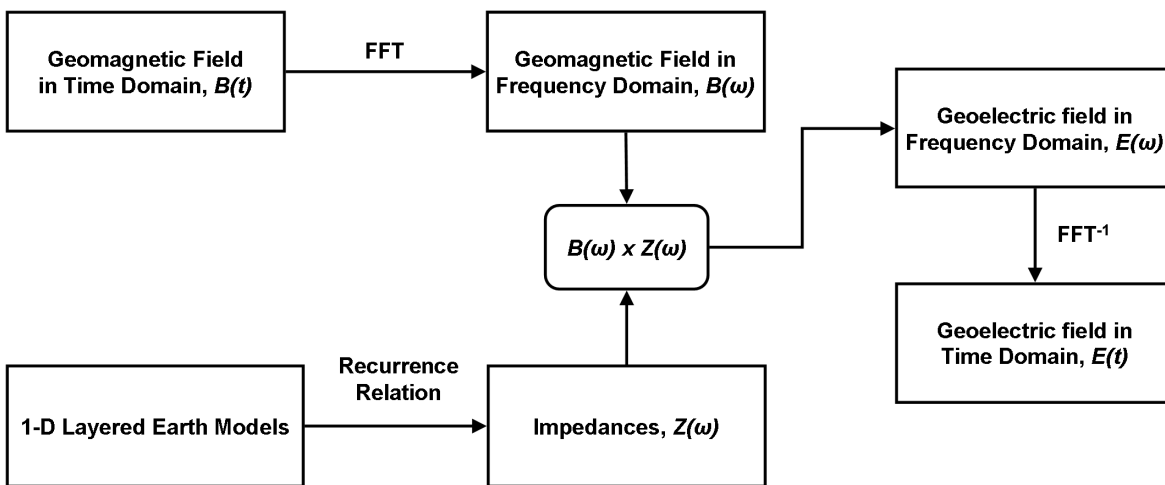 Geomagnetic Field
in Time Domain, B(t)
FFT
Geomagnetic Field in
Frequency Domain, B(ω)
Geoelectric field in
Frequency Domain, E(ω)
B(ω) x Z(ω)
FFT-1
Geoelectric field in
Time Domain, E(t)
1-D Layered Earth Models
Recurrence
Relation
Impedances, Z(ω)